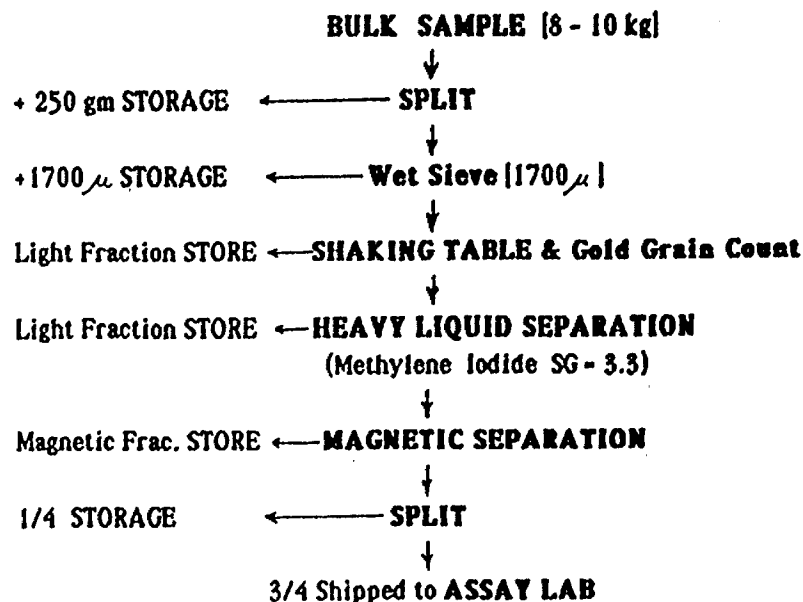 BULK SAMPLE [8 - 10 kg]
+ 250 gm STORAGE SPLIT
+1700 μ STORAGE Wet Sieve [1700 μ]
Light Fraction STORE SHAKING TABLE & Gold Grain Count
Light Fraction STORE HEAVY LIQUID SEPARATION
(Methylene Iodide SG - 3.3)
Magnetic Frac. STORE MAGNETIC SEPARATION
1/4 STORAGE SPLIT
3/4 Shipped to ASSAY LAB